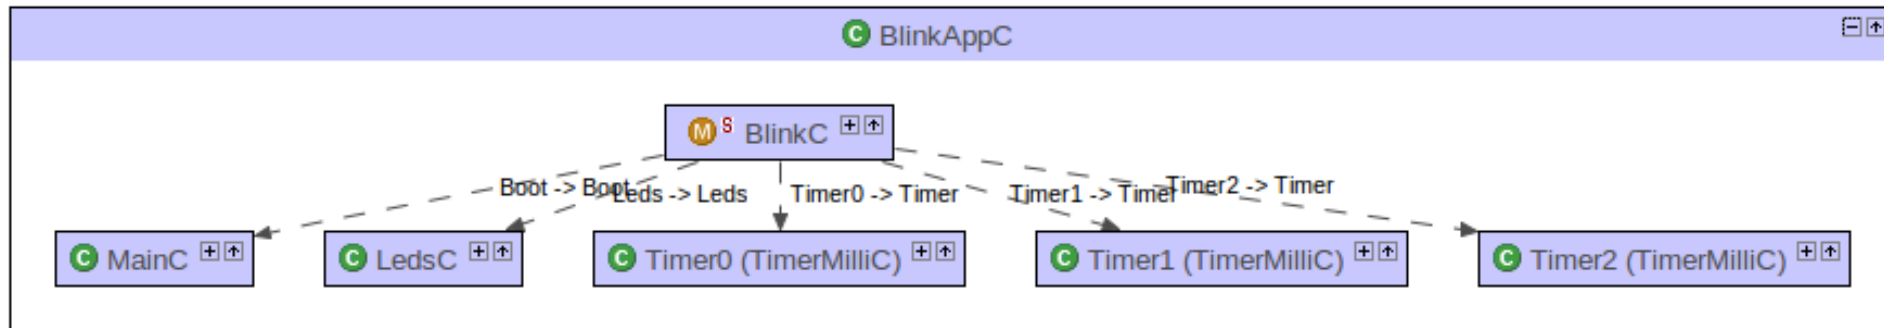 C BlinkAppC
M S BlinkC
Boot -> Boot
Leds -> Leds
Timer0 -> Timer
Timer1 -> Timer
Timer2 -> Timer
C MainC
C LedsC
C Timer0 (TimerMilliC)
C Timer1 (TimerMilliC)
C Timer2 (TimerMilliC)